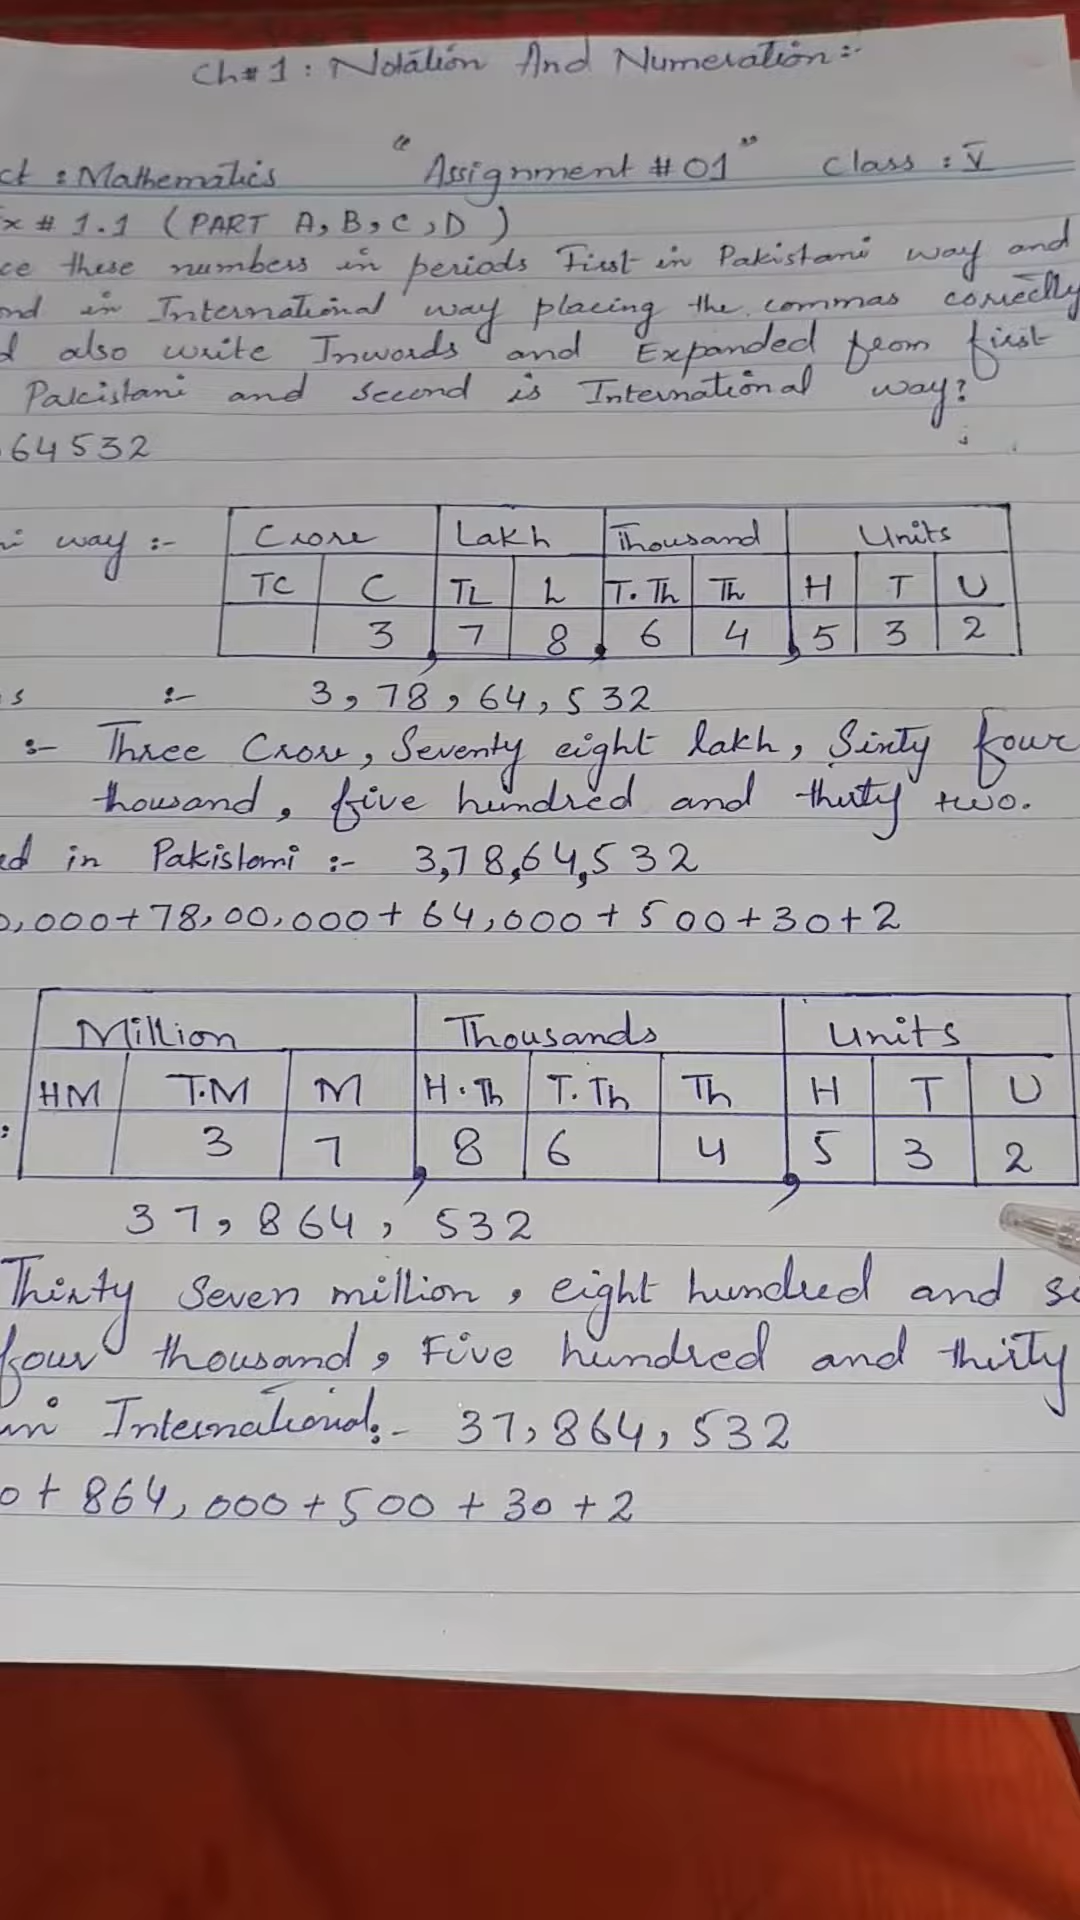 Ch#1: Notation And Numeration:-
ct: Mathematics "Assignment #01" Class: V
x # 1.1 (PART A, B, C, D)
ce these numbers in periods First in Pakistani way and
ond in International way placing the commas correctly
d also write Inwords and Expanded from first
Pakistani and Second is International way?
64532
ni way :-
Crore Lakh Thousand Units
TC C TL L T.Th Th H T U
3, 7 8, 6 4, 5 3 2
s :- 3,78,64,532
:- Three Crore, Seventy eight lakh, Sixty four
thousand, five hundred and thirty two.
ed in Pakistani :- 3,78,64,532
0,000+78,00,000+64,000+500+30+2
Million Thousands Units
HM T.M M H.Th T.Th Th H T U
: 3 7, 8 6 4, 5 3 2
37,864,532
Thirty Seven million, eight hundred and si
four thousand, Five hundred and thirty
in International:- 37,864,532
0+864,000+500+30+2